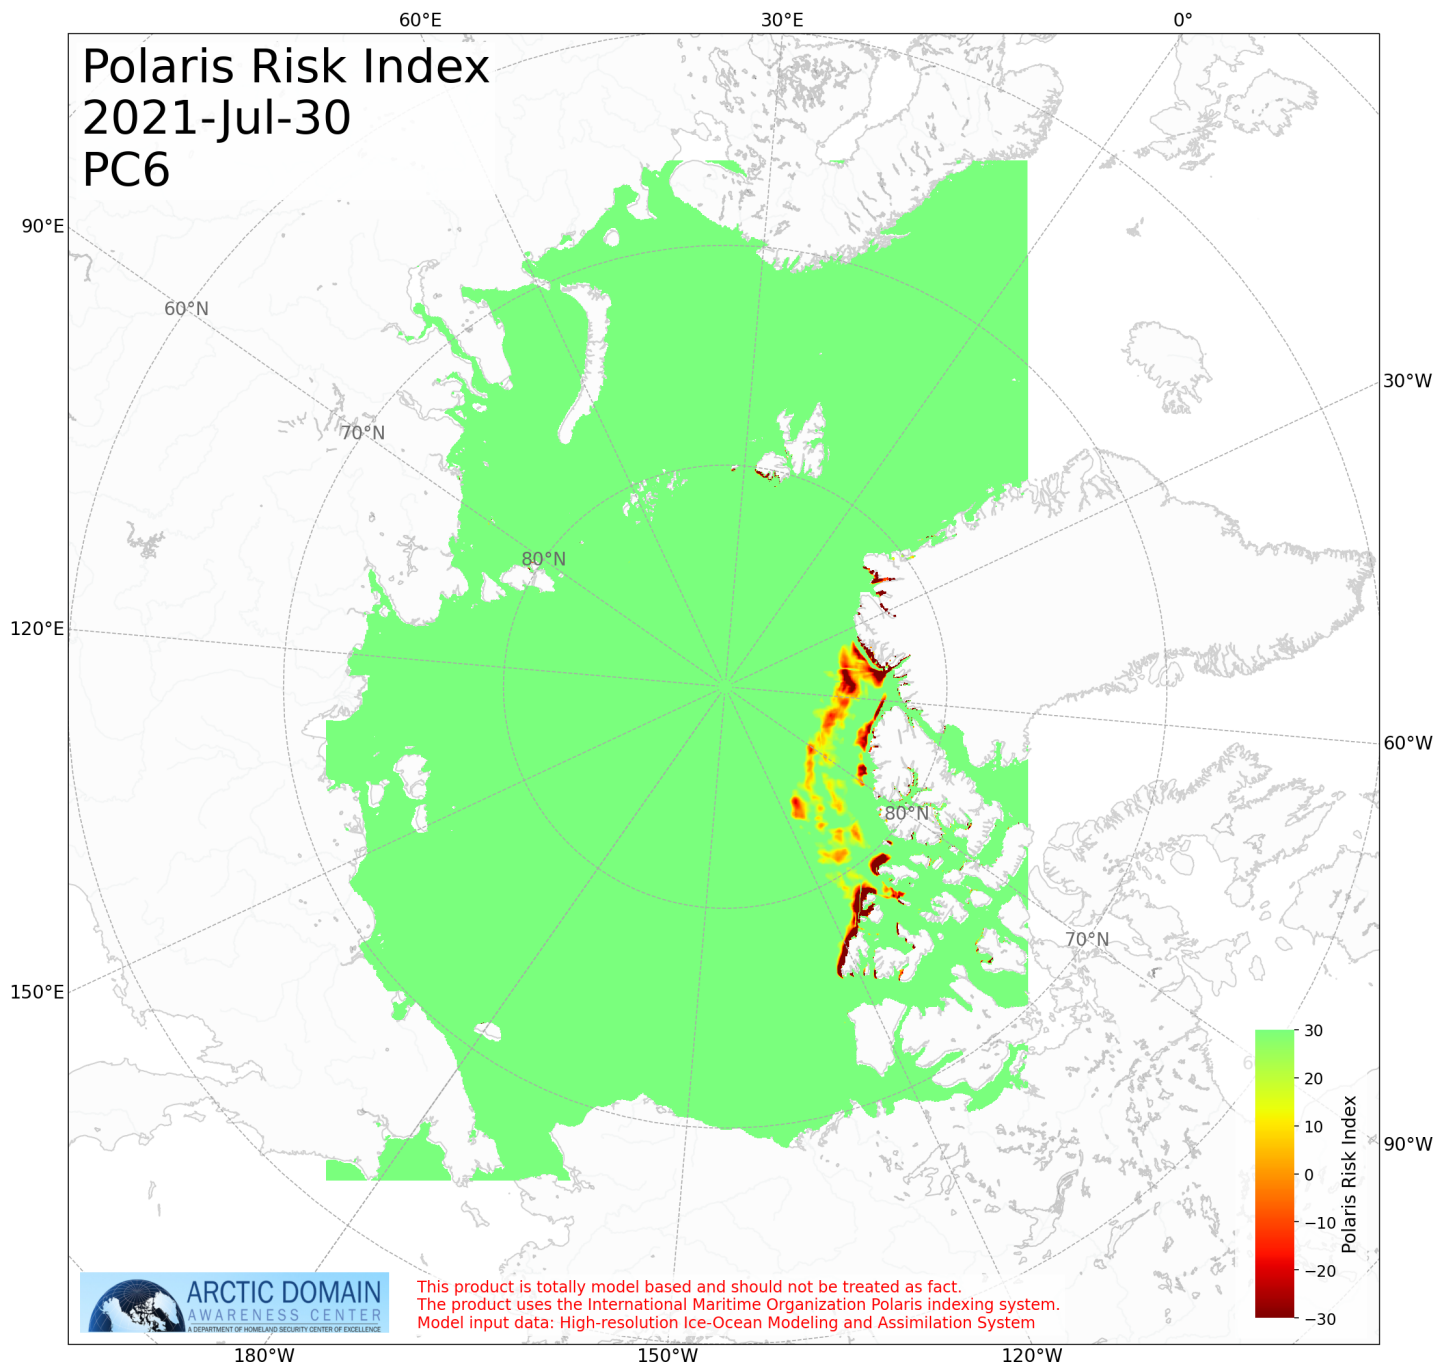 60°E 30°E 0°
Polaris Risk Index
2021-Jul-30
PC6
90°E
60°N
30°W
70°N
80°N
120°E
60°W
80°N
70°N
150°E
30
20
10
0
−10
−20
−30
Polaris Risk Index
90°W
ARCTIC DOMAIN
AWARENESS CENTER
A DEPARTMENT OF HOMELAND SECURITY CENTER OF EXCELLENCE
This product is totally model based and should not be treated as fact.
The product uses the International Maritime Organization Polaris indexing system.
Model input data: High-resolution Ice-Ocean Modeling and Assimilation System
180°W 150°W 120°W